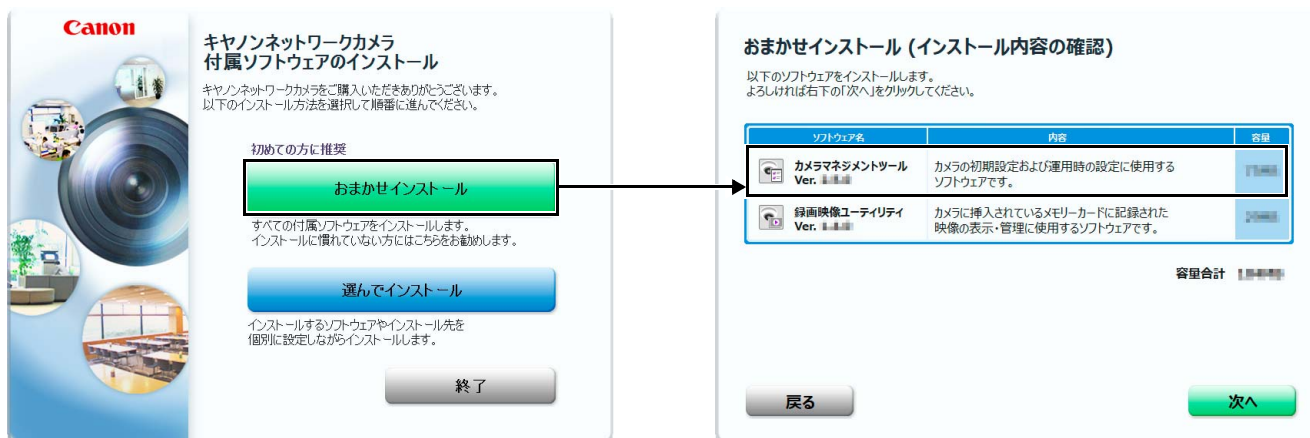 Canon
キヤノンネットワークカメラ
付属ソフトウェアのインストール
キヤノンネットワークカメラをご購入いただきありがとうございます。
以下のインストール方法を選択して順番に進んでください。
初めての方に推奨
おまかせインストール
すべての付属ソフトウェアをインストールします。
インストールに慣れていない方にはこちらをお勧めします。
選んでインストール
インストールするソフトウェアやインストール先を
個別に設定しながらインストールします。
終了
おまかせインストール (インストール内容の確認)
以下のソフトウェアをインストールします。
よろしければ右下の「次へ」をクリックしてください。
ソフトウェア名 内容 容量
カメラマネジメントツール
Ver.
カメラの初期設定および運用時の設定に使用する
ソフトウェアです。
録画映像ユーティリティ
Ver.
カメラに挿入されているメモリーカードに記録された
映像の表示・管理に使用するソフトウェアです。
容量合計
戻る
次へ